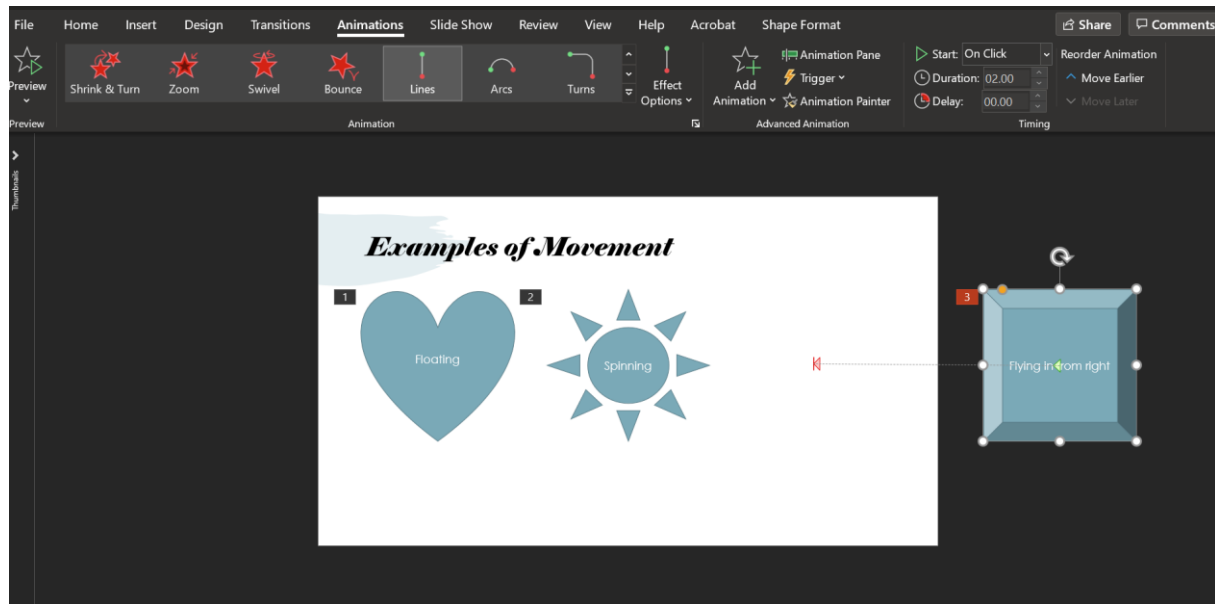 File Home Insert Design Transitions Animations Slide Show Review View Help Acrobat Shape Format Share Comments
Preview
Shrink & Turn Zoom Swivel Bounce Lines Arcs Turns
Effect
Options
Add
Animation
Animation Pane
Trigger
Animation Painter
Start: On Click
Duration: 02.00
Delay: 00.00
Reorder Animation
Move Earlier
Move Later
Preview Animation Advanced Animation Timing
Thumbnails
Examples of Movement
1 2 3
Floating
Spinning
Flying in from right